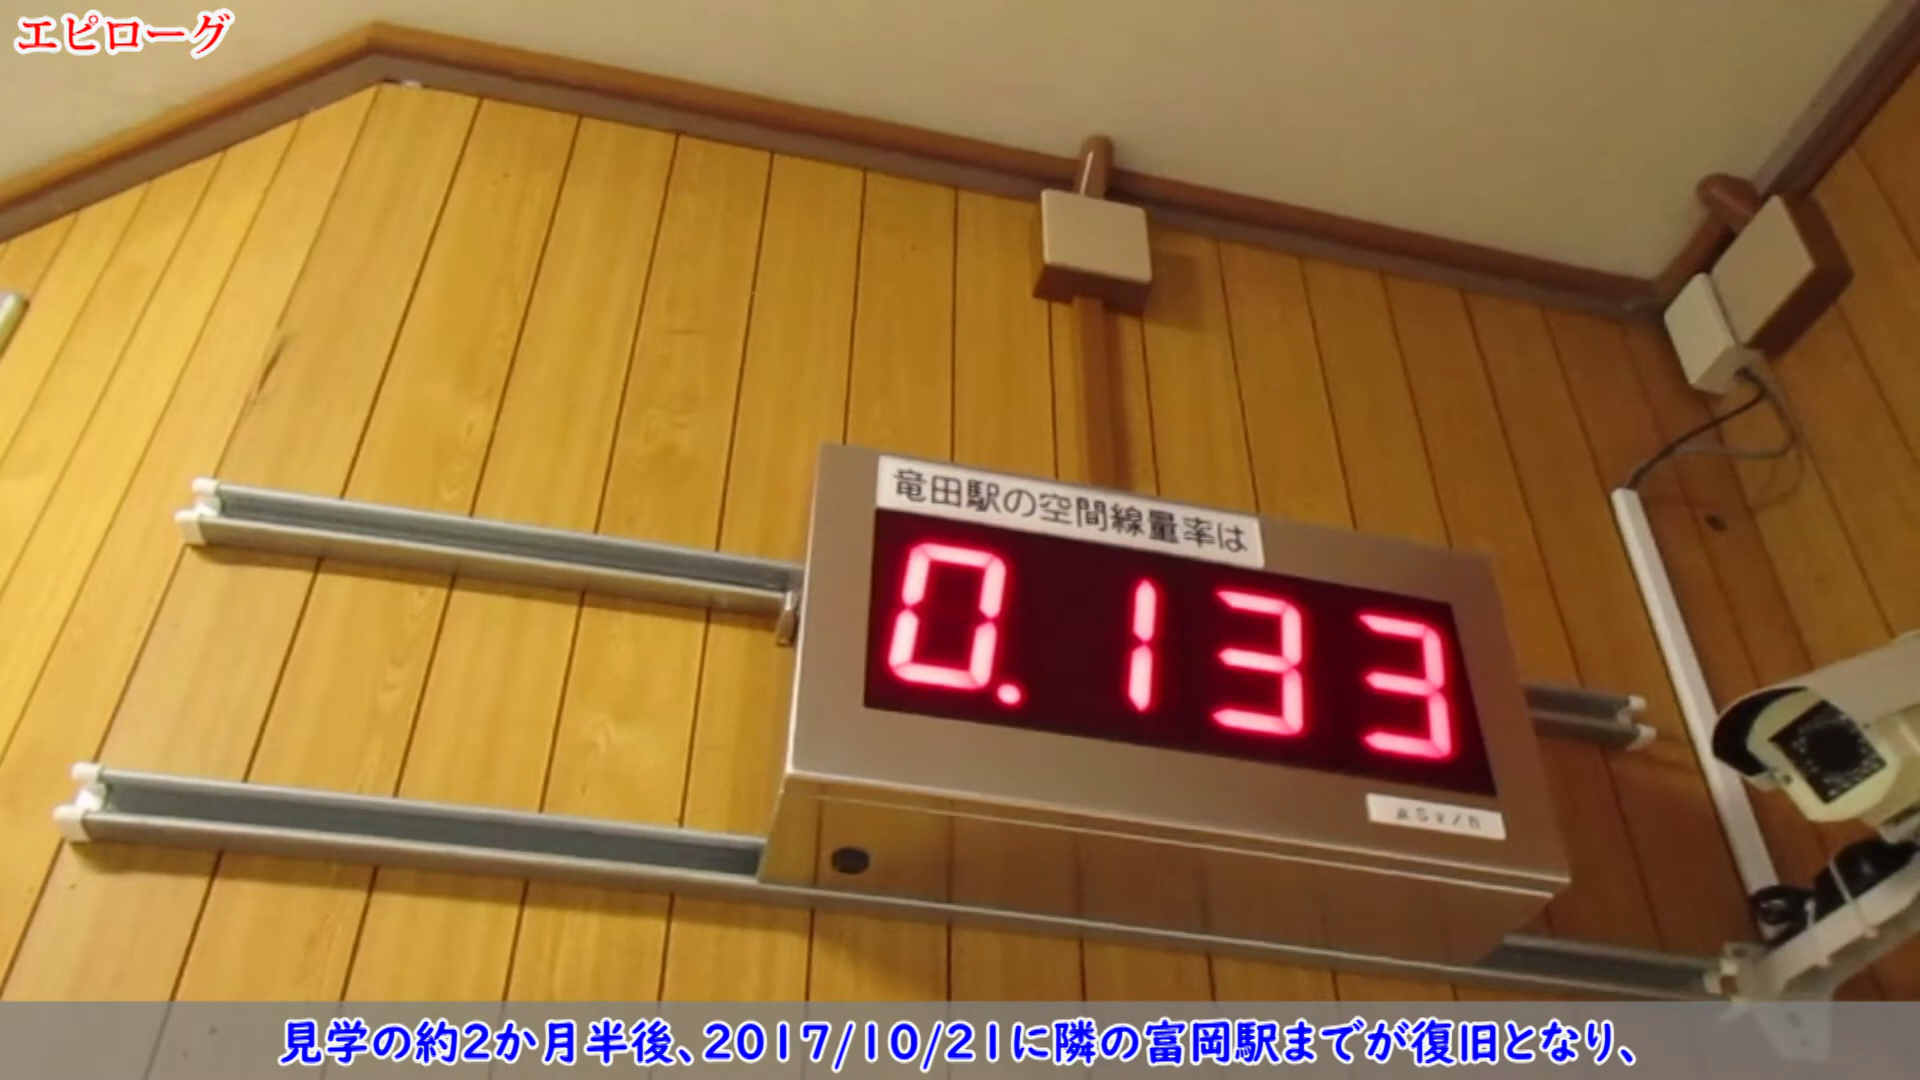 エピローグ
竜田駅の空間線量率は
0.133
μSv/h
見学の約2か月半後、2017/10/21に隣の富岡駅までが復旧となり、